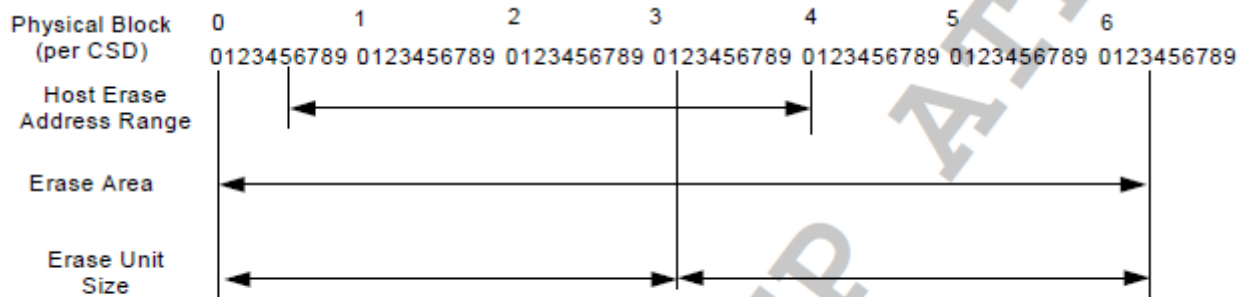 Physical Block
(per CSD)
0 1 2 3 4 5 6
0123456789 0123456789 0123456789 0123456789 0123456789 0123456789 0123456789
Host Erase
Address Range
Erase Area
Erase Unit
Size